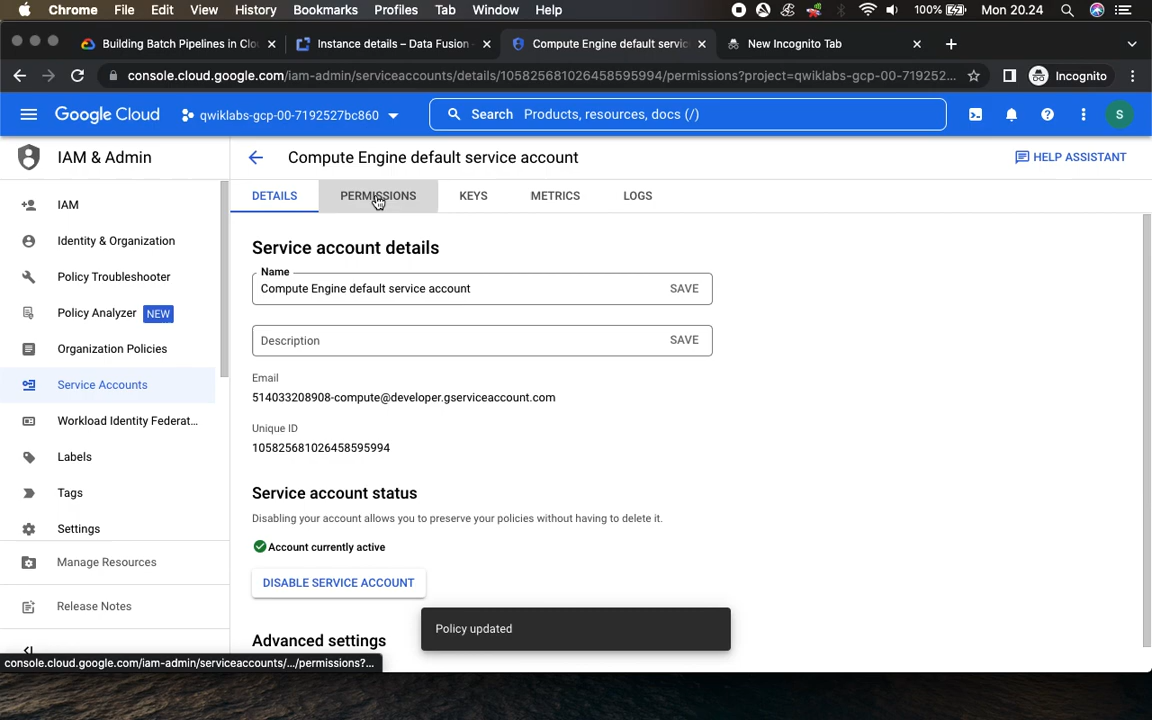 Chrome File Edit View History Bookmarks Profiles Tab Window Help 100% Mon 20.24
Building Batch Pipelines in Clo Instance details – Data Fusion – Compute Engine default servic New Incognito Tab
console.cloud.google.com/iam-admin/serviceaccounts/details/105825681026458595994/permissions?project=qwiklabs-gcp-00-719252... Incognito
Google Cloud qwiklabs-gcp-00-7192527bc860 Search Products, resources, docs (/) S
IAM & Admin Compute Engine default service account HELP ASSISTANT
DETAILS PERMISSIONS KEYS METRICS LOGS
IAM
Identity & Organization
Policy Troubleshooter
Policy Analyzer NEW
Organization Policies
Service Accounts
Workload Identity Federat...
Labels
Tags
Settings
Manage Resources
Release Notes
Service account details
Name
Compute Engine default service account SAVE
Description SAVE
Email
514033208908-compute@developer.gserviceaccount.com
Unique ID
105825681026458595994
Service account status
Disabling your account allows you to preserve your policies without having to delete it.
Account currently active
DISABLE SERVICE ACCOUNT
Policy updated
Advanced settings
console.cloud.google.com/iam-admin/serviceaccounts/.../permissions?...